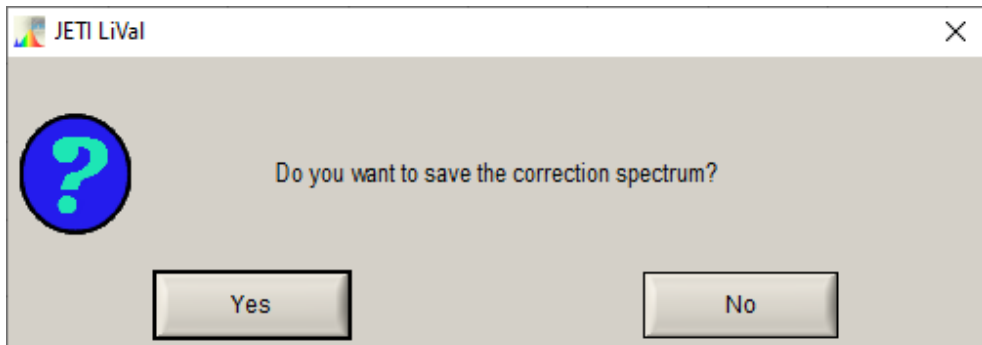 JETI LiVal
Do you want to save the correction spectrum?
Yes
No